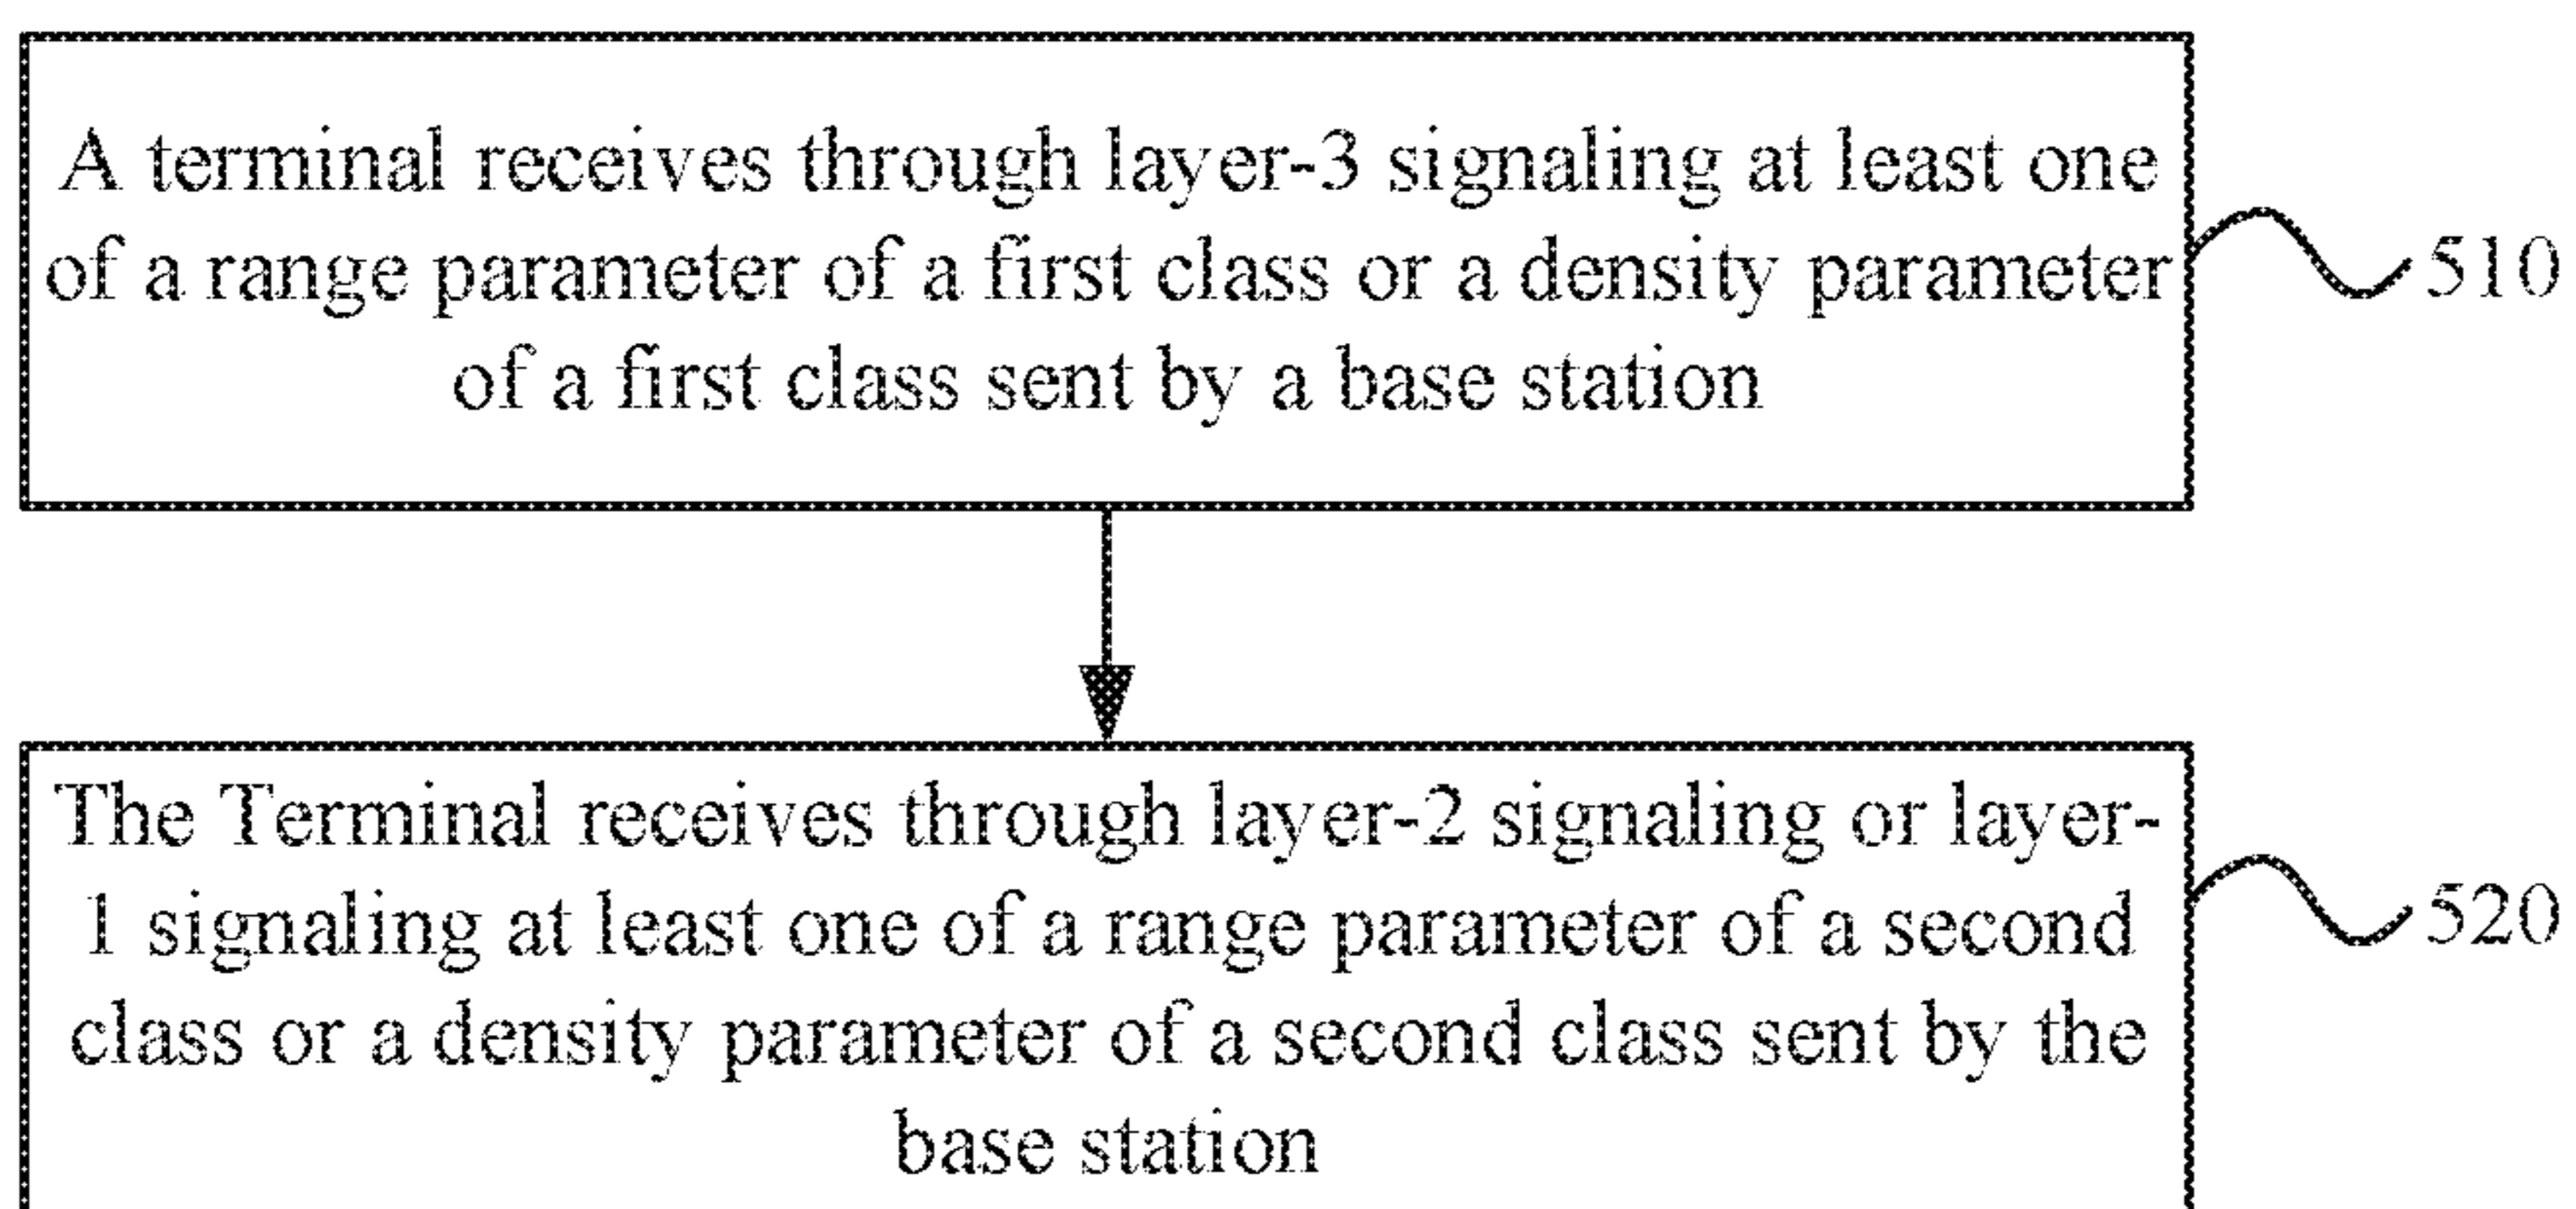 A terminal receives through layer-3 signaling at least one
of a range parameter of a first class or a density parameter
of a first class sent by a base station
510
The Terminal receives through layer-2 signaling or layer-
1 signaling at least one of a range parameter of a second
class or a density parameter of a second class sent by the
base station
520